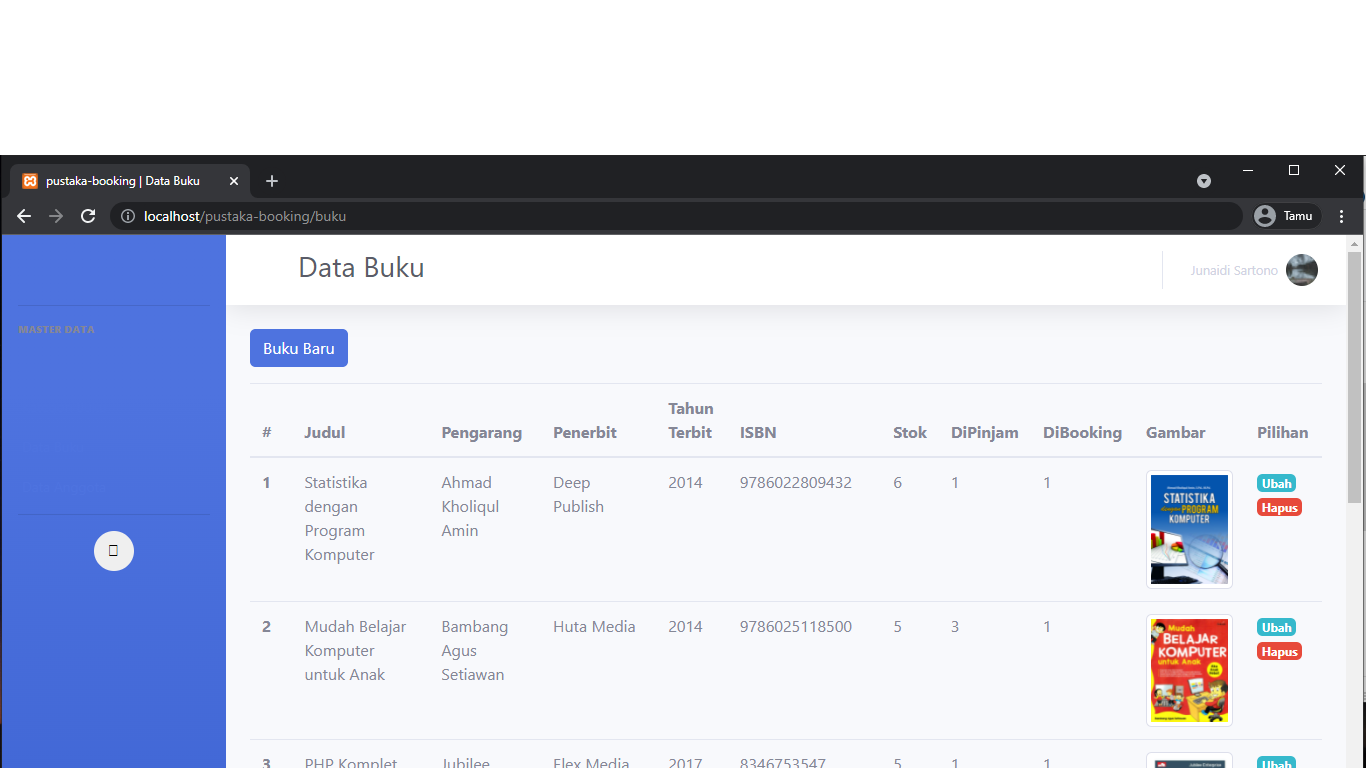 pustaka-booking | Data Buku
localhost/pustaka-booking/buku
Tamu
Data Buku
Junaidi Sartono
MASTER DATA
Buku Baru
# Judul Pengarang Penerbit Tahun Terbit ISBN Stok DiPinjam DiBooking Gambar Pilihan
1 Statistika Ahmad Deep 2014 9786022809432 6 1 1 Ubah
dengan Kholiqul Publish Hapus
Program Amin
Komputer
STATISTIKA
dengan PROGRAM
KOMPUTER
2 Mudah Belajar Bambang Huta Media 2014 9786025118500 5 3 1 Ubah
Komputer Agus Hapus
untuk Anak Setiawan
Mudah
BELAJAR
KOMPUTER
untuk Anak
3 PHP Komplet Jubilee Elex Media 2017 8346753547 5 1 1 Ubah